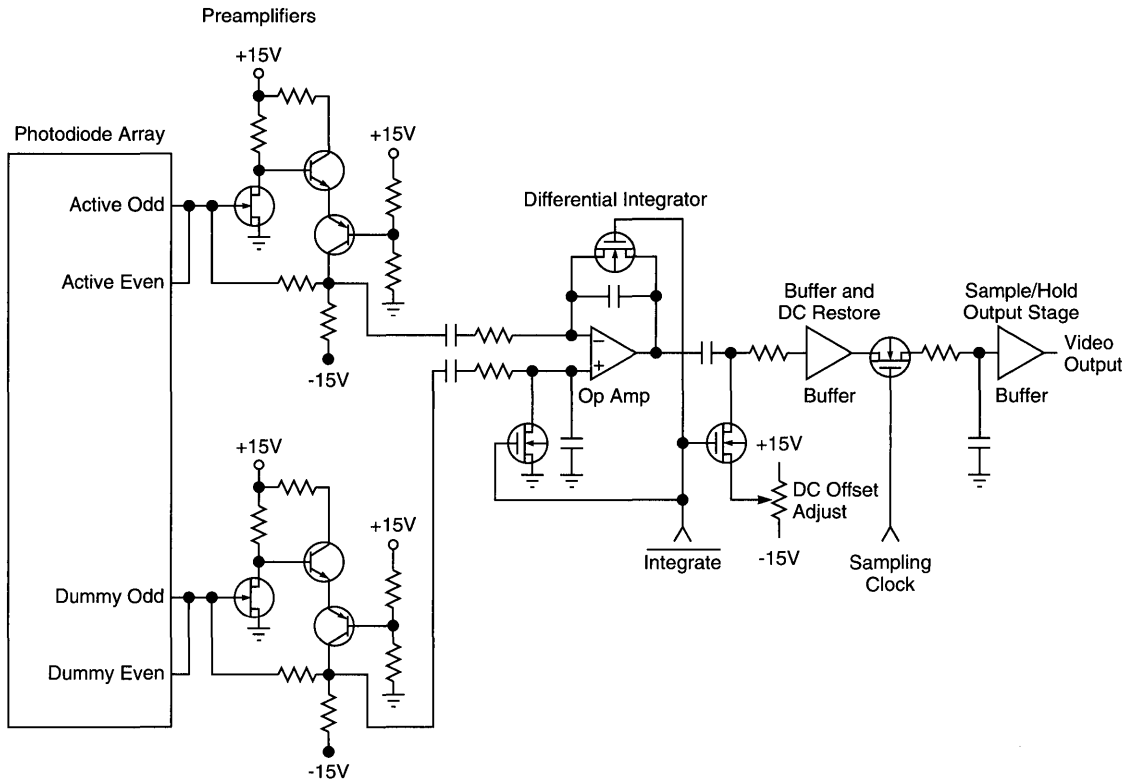 Preamplifiers
+15V
Photodiode Array
+15V
Active Odd
Differential Integrator
Active Even
Buffer and
DC Restore
Sample/Hold
Output Stage
Video
Output
−
+
-15V
Op Amp
Buffer
Buffer
+15V
+15V
DC Offset
Adjust
+15V
-15V
Integrate
Sampling
Clock
Dummy Odd
Dummy Even
-15V